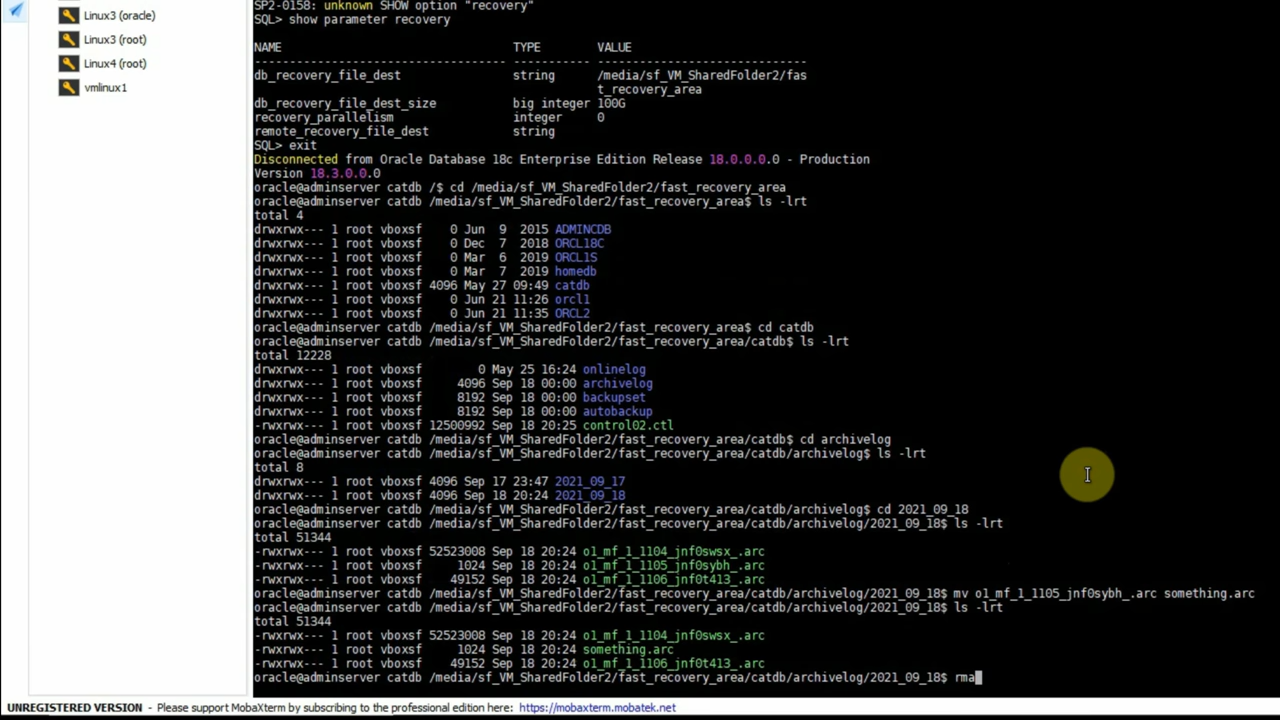 Linux3 (oracle)
Linux3 (root)
Linux4 (root)
vmlinux1
SP2-0158: unknown SHOW option "recovery"
SQL> show parameter recovery
NAME TYPE VALUE
------------------------------------ ----------- ------------------------------
db_recovery_file_dest string /media/sf_VM_SharedFolder2/fas
t_recovery_area
db_recovery_file_dest_size big integer 100G
recovery_parallelism integer 0
remote_recovery_file_dest string
SQL> exit
Disconnected from Oracle Database 18c Enterprise Edition Release 18.0.0.0.0 - Production
Version 18.3.0.0.0
oracle@adminserver catdb /$ cd /media/sf_VM_SharedFolder2/fast_recovery_area
oracle@adminserver catdb /media/sf_VM_SharedFolder2/fast_recovery_area$ ls -lrt
total 4
drwxrwx--- 1 root vboxsf 0 Jun 9 2015 ADMINCDB
drwxrwx--- 1 root vboxsf 0 Dec 7 2018 ORCL18C
drwxrwx--- 1 root vboxsf 0 Mar 6 2019 ORCL1S
drwxrwx--- 1 root vboxsf 0 Mar 7 2019 homedb
drwxrwx--- 1 root vboxsf 4096 May 27 09:49 catdb
drwxrwx--- 1 root vboxsf 0 Jun 21 11:26 orcl1
drwxrwx--- 1 root vboxsf 0 Jun 21 11:35 ORCL2
oracle@adminserver catdb /media/sf_VM_SharedFolder2/fast_recovery_area$ cd catdb
oracle@adminserver catdb /media/sf_VM_SharedFolder2/fast_recovery_area/catdb$ ls -lrt
total 12228
drwxrwx--- 1 root vboxsf 0 May 25 16:24 onlinelog
drwxrwx--- 1 root vboxsf 4096 Sep 18 00:00 archivelog
drwxrwx--- 1 root vboxsf 8192 Sep 18 00:00 backupset
drwxrwx--- 1 root vboxsf 8192 Sep 18 00:00 autobackup
-rwxrwx--- 1 root vboxsf 12500992 Sep 18 20:25 control02.ctl
oracle@adminserver catdb /media/sf_VM_SharedFolder2/fast_recovery_area/catdb$ cd archivelog
oracle@adminserver catdb /media/sf_VM_SharedFolder2/fast_recovery_area/catdb/archivelog$ ls -lrt
total 8
drwxrwx--- 1 root vboxsf 4096 Sep 17 23:47 2021_09_17
drwxrwx--- 1 root vboxsf 4096 Sep 18 20:24 2021_09_18
oracle@adminserver catdb /media/sf_VM_SharedFolder2/fast_recovery_area/catdb/archivelog$ cd 2021_09_18
oracle@adminserver catdb /media/sf_VM_SharedFolder2/fast_recovery_area/catdb/archivelog/2021_09_18$ ls -lrt
total 51344
-rwxrwx--- 1 root vboxsf 52523008 Sep 18 20:24 o1_mf_1_1104_jnf0swsx_.arc
-rwxrwx--- 1 root vboxsf 1024 Sep 18 20:24 o1_mf_1_1105_jnf0sybh_.arc
-rwxrwx--- 1 root vboxsf 49152 Sep 18 20:24 o1_mf_1_1106_jnf0t413_.arc
oracle@adminserver catdb /media/sf_VM_SharedFolder2/fast_recovery_area/catdb/archivelog/2021_09_18$ mv o1_mf_1_1105_jnf0sybh_.arc something.arc
oracle@adminserver catdb /media/sf_VM_SharedFolder2/fast_recovery_area/catdb/archivelog/2021_09_18$ ls -lrt
total 51344
-rwxrwx--- 1 root vboxsf 52523008 Sep 18 20:24 o1_mf_1_1104_jnf0swsx_.arc
-rwxrwx--- 1 root vboxsf 1024 Sep 18 20:24 something.arc
-rwxrwx--- 1 root vboxsf 49152 Sep 18 20:24 o1_mf_1_1106_jnf0t413_.arc
oracle@adminserver catdb /media/sf_VM_SharedFolder2/fast_recovery_area/catdb/archivelog/2021_09_18$ rma
UNREGISTERED VERSION - Please support MobaXterm by subscribing to the professional edition here: https://mobaxterm.mobatek.net